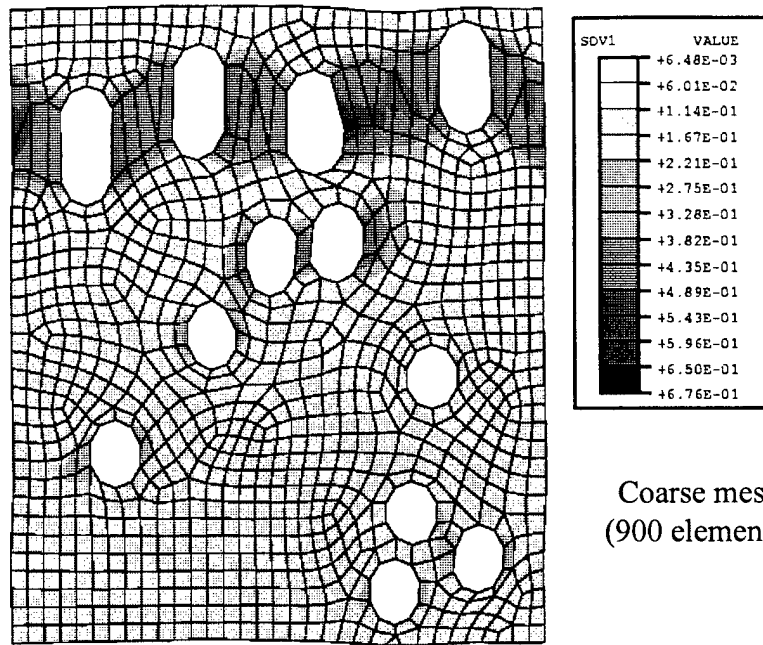 SDV1 VALUE
+6.48E-03
+6.01E-02
+1.14E-01
+1.67E-01
+2.21E-01
+2.75E-01
+3.28E-01
+3.82E-01
+4.35E-01
+4.89E-01
+5.43E-01
+5.96E-01
+6.50E-01
+6.76E-01
Coarse mes
(900 elemen